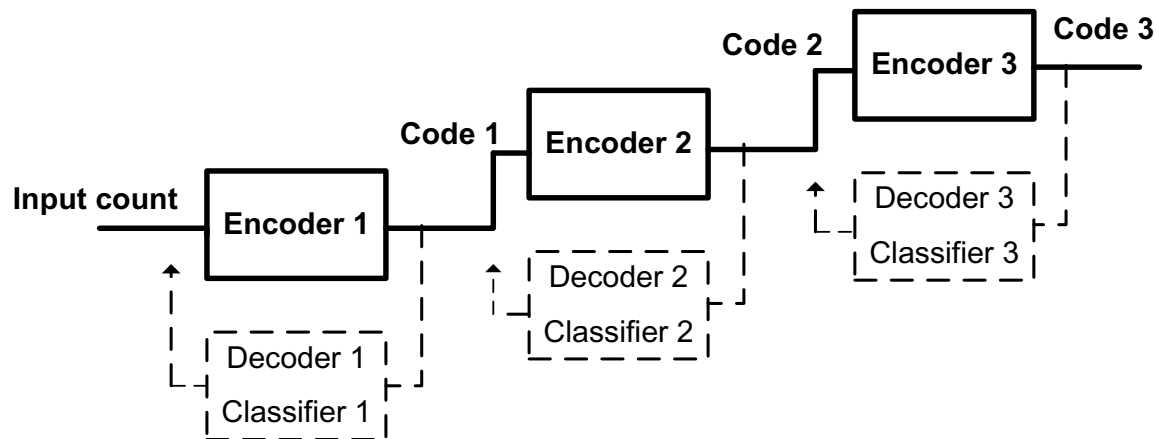 Input count
Encoder 1
Decoder 1
Classifier 1
Code 1
Encoder 2
Decoder 2
Classifier 2
Code 2
Encoder 3
Decoder 3
Classifier 3
Code 3